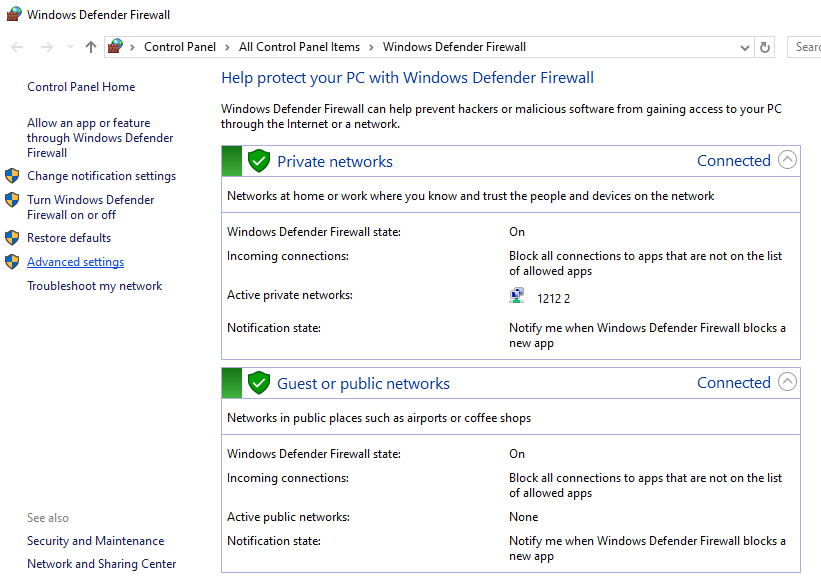 Windows Defender Firewall
Control Panel > All Control Panel Items > Windows Defender Firewall
Control Panel Home
Allow an app or feature
through Windows Defender
Firewall
Change notification settings
Turn Windows Defender
Firewall on or off
Restore defaults
Advanced settings
Troubleshoot my network
See also
Security and Maintenance
Network and Sharing Center
Help protect your PC with Windows Defender Firewall
Windows Defender Firewall can help prevent hackers or malicious software from gaining access to your PC
through the Internet or a network.
Private networks Connected
Networks at home or work where you know and trust the people and devices on the network
Windows Defender Firewall state: On
Incoming connections: Block all connections to apps that are not on the list
of allowed apps
Active private networks: 1212 2
Notification state: Notify me when Windows Defender Firewall blocks a
new app
Guest or public networks Connected
Networks in public places such as airports or coffee shops
Windows Defender Firewall state: On
Incoming connections: Block all connections to apps that are not on the list
of allowed apps
Active public networks: None
Notification state: Notify me when Windows Defender Firewall blocks a
new app